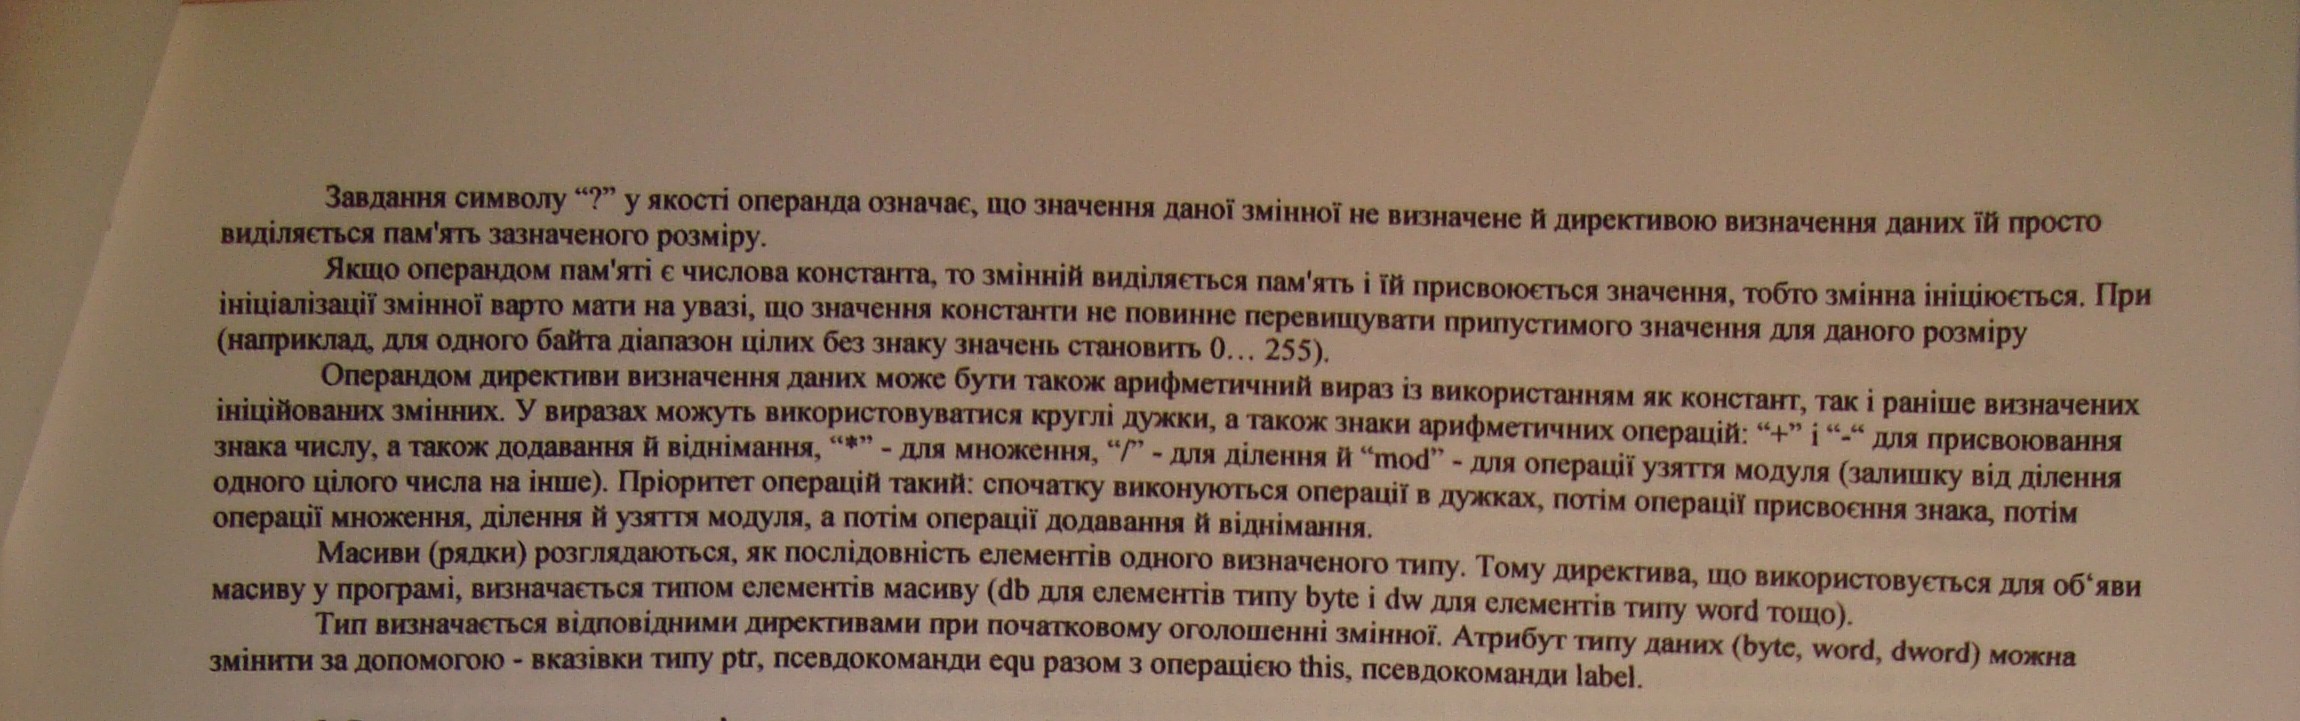 Завдання символу “?” у якості операнда означає, що значення даної змінної не визначене й директивою визначення даних їй просто
виділяється пам'ять зазначеного розміру.
Якщо операндом пам'яті є числова константа, то змінній виділяється пам'ять і їй присвоюється значення, тобто змінна ініціюється. При
ініціалізації змінної варто мати на увазі, що значення константи не повинне перевищувати припустимого значення для даного розміру
(наприклад, для одного байта діапазон цілих без знаку значень становить 0... 255).
Операндом директиви визначення даних може бути також арифметичний вираз із використанням як констант, так і раніше визначених
ініційованих змінних. У виразах можуть використовуватися круглі дужки, а також знаки арифметичних операцій: “+” і “-“ для присвоювання
знака числу, а також додавання й віднімання, “*” - для множення, “/” - для ділення й “mod” - для операції узяття модуля (залишку від ділення
одного цілого числа на інше). Пріоритет операцій такий: спочатку виконуються операції в дужках, потім операції присвоєння знака, потім
операції множення, ділення й узяття модуля, а потім операції додавання й віднімання.
Масиви (рядки) розглядаються, як послідовність елементів одного визначеного типу. Тому директива, що використовується для об‘яви
масиву у програмі, визначається типом елементів масиву (db для елементів типу byte і dw для елементів типу word тощо).
Тип визначається відповідними директивами при початковому оголошенні змінної. Атрибут типу даних (byte, word, dword) можна
змінити за допомогою - вказівки типу ptr, псевдокоманди equ разом з операцією this, псевдокоманди label.